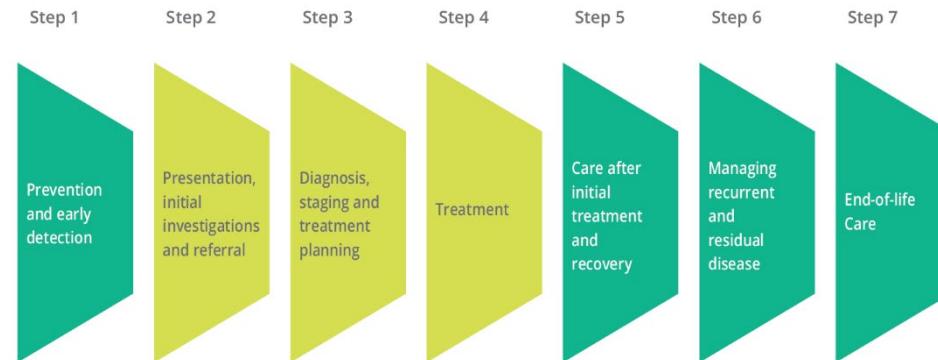 Step 1
Step 2
Step 3
Step 4
Step 5
Step 6
Step 7
Prevention
and early
detection
Presentation,
initial
investigations
and referral
Diagnosis,
staging and
treatment
planning
Treatment
Care after
initial
treatment
and
recovery
Managing
recurrent
and
residual
disease
End-of-life
Care